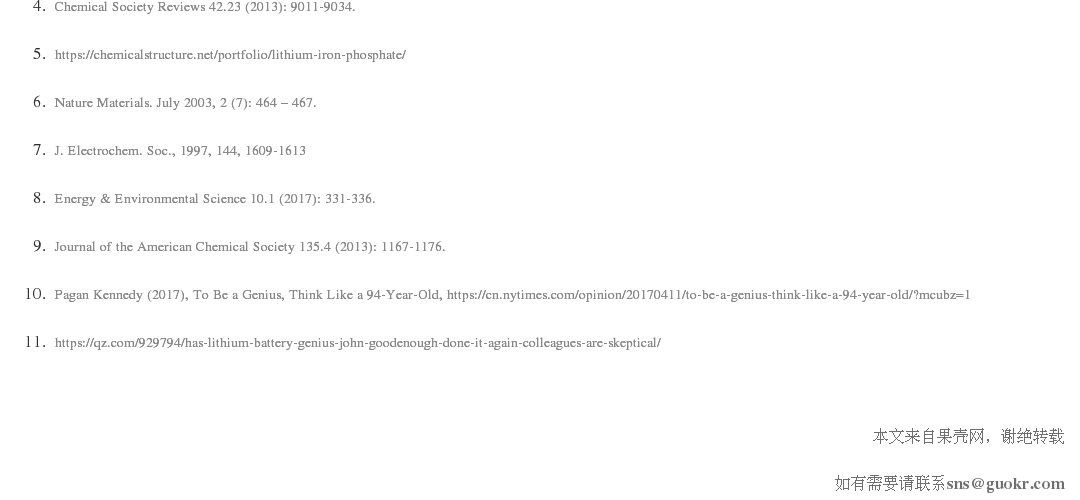 4. Chemical Society Reviews 42.23 (2013): 9011-9034.
5. https://chemicalstructure.net/portfolio/lithium-iron-phosphate/
6. Nature Materials. July 2003, 2 (7): 464 – 467.
7. J. Electrochem. Soc., 1997, 144, 1609-1613
8. Energy & Environmental Science 10.1 (2017): 331-336.
9. Journal of the American Chemical Society 135.4 (2013): 1167-1176.
10. Pagan Kennedy (2017), To Be a Genius, Think Like a 94-Year-Old, https://cn.nytimes.com/opinion/20170411/to-be-a-genius-think-like-a-94-year-old/?mcubz=1
11. https://qz.com/929794/has-lithium-battery-genius-john-goodenough-done-it-again-colleagues-are-skeptical/
本文来自果壳网，谢绝转载
如有需要请联系sns@guokr.com